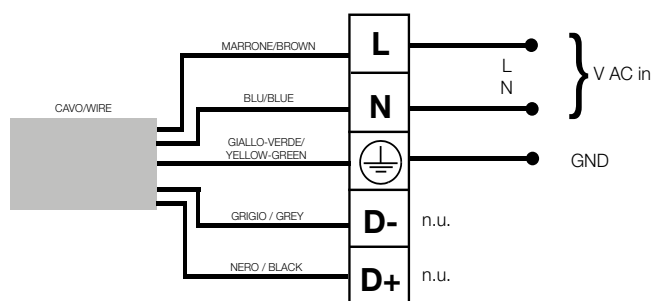 MARRONE/BROWN
L
L
N
V AC in
BLU/BLUE
N
CAVO/WIRE
GIALLO-VERDE/
YELLOW-GREEN
GND
GRIGIO / GREY
D-
n.u.
NERO / BLACK
D+
n.u.